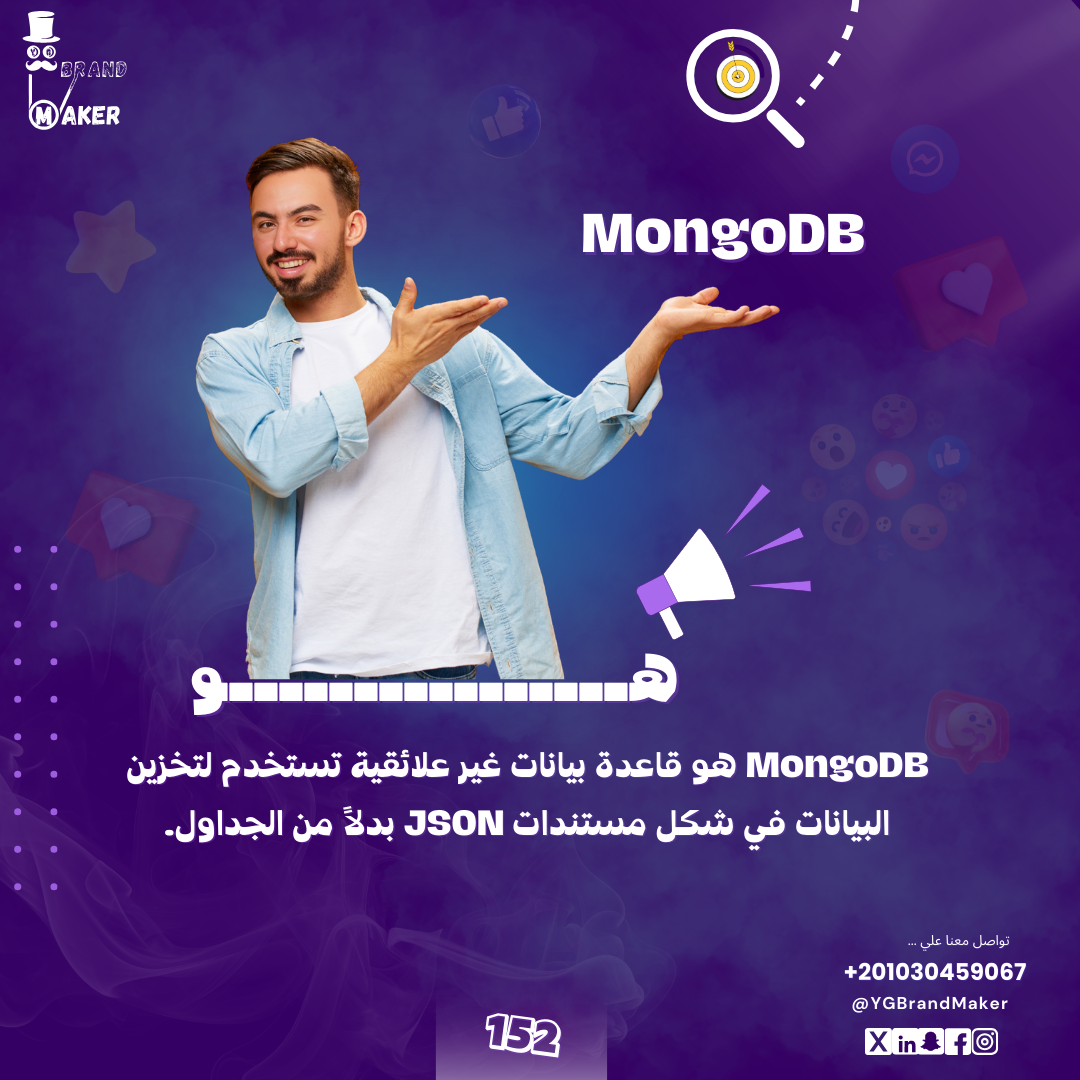 BRAND
MAKER
MongoDB
هـــــــــــــــــو
MongoDB هو قاعدة بيانات غير علائقية تستخدم لتخزين
البيانات في شكل مستندات JSON بدلاً من الجداول.
تواصل معنا علي ...
+201030459067
@YGBrandMaker
152